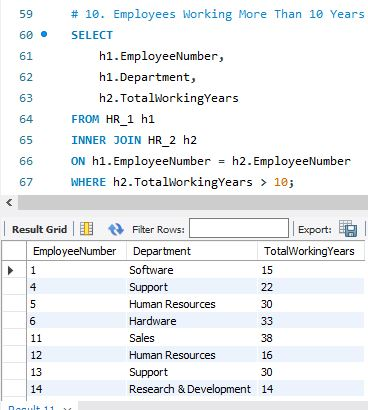 59 # 10. Employees Working More Than 10 Years
60 SELECT
61 h1.EmployeeNumber,
62 h1.Department,
63 h2.TotalWorkingYears
64 FROM HR_1 h1
65 INNER JOIN HR_2 h2
66 ON h1.EmployeeNumber = h2.EmployeeNumber
67 WHERE h2.TotalWorkingYears > 10;
Result Grid Filter Rows: Export:
EmployeeNumber Department TotalWorkingYears
1 Software 15
4 Support 22
5 Human Resources 30
6 Hardware 33
11 Sales 38
12 Human Resources 16
13 Support 30
14 Research & Development 14
Result 11